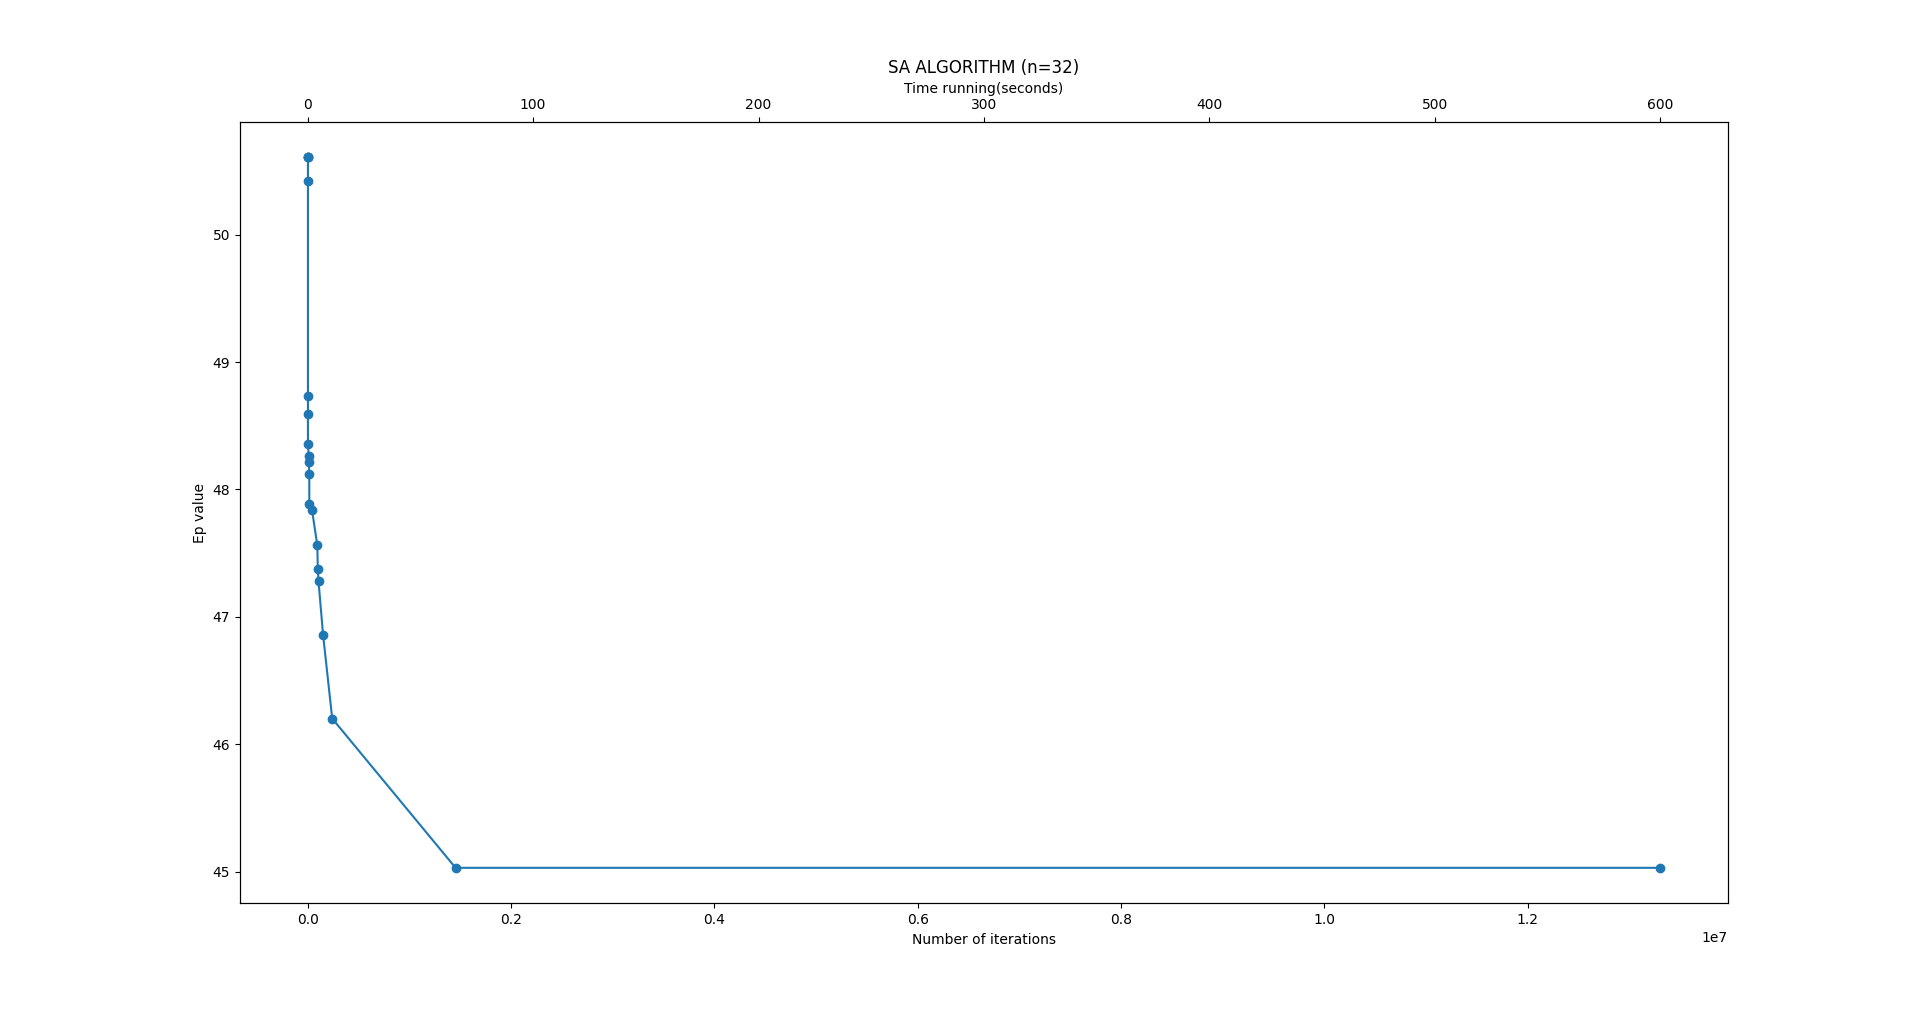 SA ALGORITHM (n=32)
Time running(seconds)
0 100 200 300 400 500 600
50
49
48
47
46
45
Ep value
0.0 0.2 0.4 0.6 0.8 1.0 1.2
Number of iterations
1e7